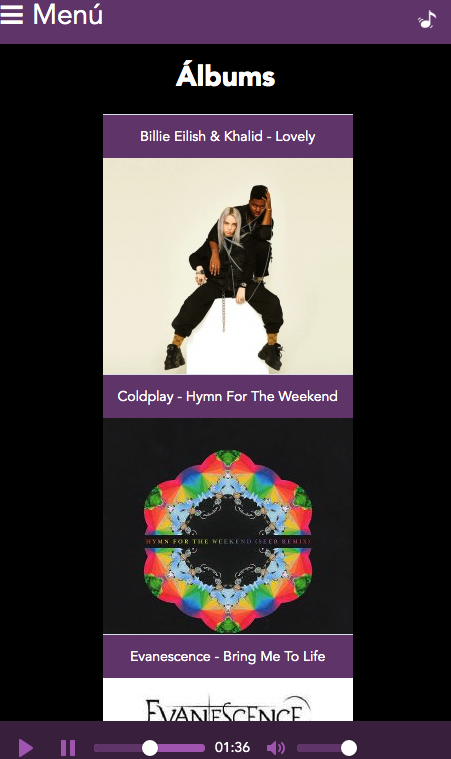 Menú
Álbums
Billie Eilish & Khalid - Lovely
Coldplay - Hymn For The Weekend
HYMN FOR THE WEEKEND (SEEB REMIX)
Evanescence - Bring Me To Life
EVANESCENCE
01:36